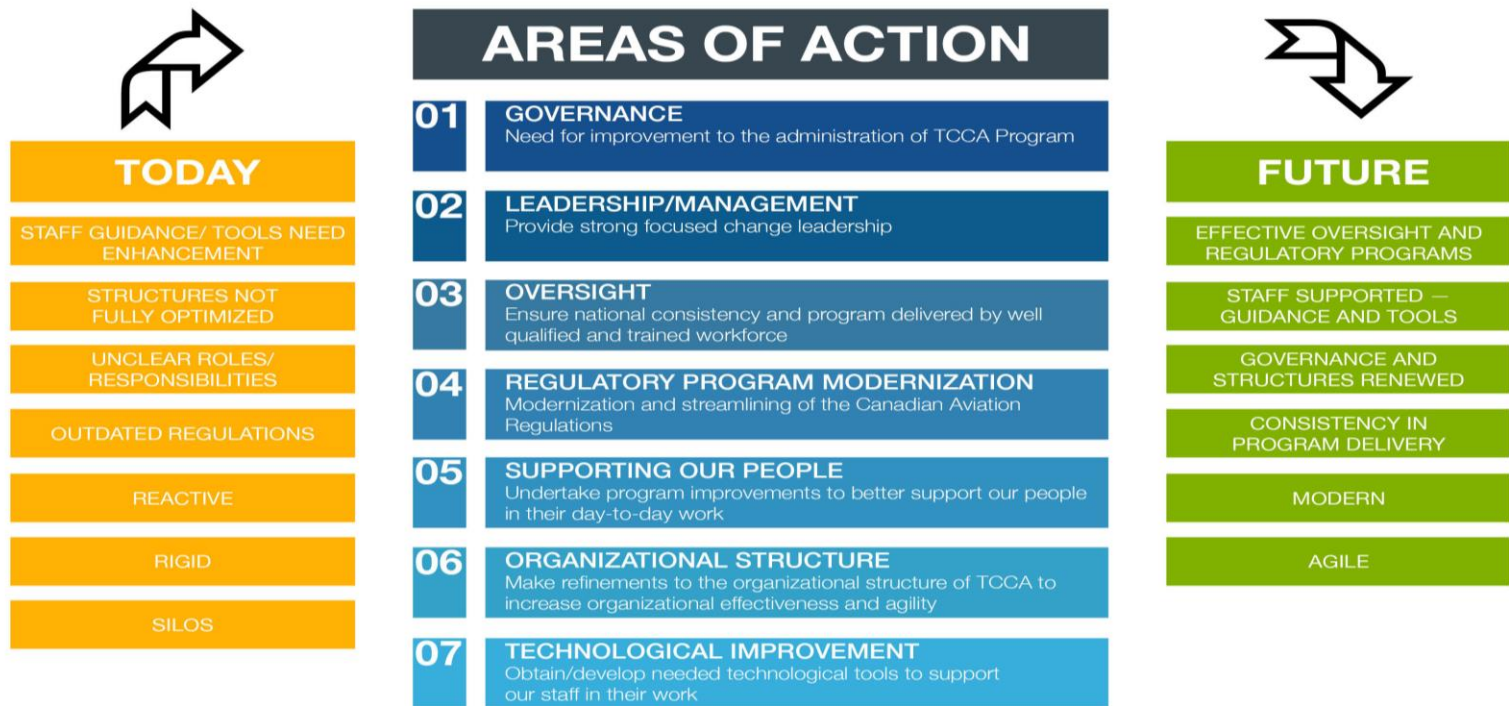 TODAY
STAFF GUIDANCE/ TOOLS NEED
ENHANCEMENT
STRUCTURES NOT
FULLY OPTIMIZED
UNCLEAR ROLES/
RESPONSIBILITIES
OUTDATED REGULATIONS
REACTIVE
RIGID
SILOS
AREAS OF ACTION
01
GOVERNANCE
Need for improvement to the administration of TCCA Program
02
LEADERSHIP/MANAGEMENT
Provide strong focused change leadership
03
OVERSIGHT
Ensure national consistency and program delivered by well
qualified and trained workforce
04
REGULATORY PROGRAM MODERNIZATION
Modernization and streamlining of the Canadian Aviation
Regulations
05
SUPPORTING OUR PEOPLE
Undertake program improvements to better support our people
in their day-to-day work
06
ORGANIZATIONAL STRUCTURE
Make refinements to the organizational structure of TCCA to
increase organizational effectiveness and agility
07
TECHNOLOGICAL IMPROVEMENT
Obtain/develop needed technological tools to support
our staff in their work
FUTURE
EFFECTIVE OVERSIGHT AND
REGULATORY PROGRAMS
STAFF SUPPORTED —
GUIDANCE AND TOOLS
GOVERNANCE AND
STRUCTURES RENEWED
CONSISTENCY IN
PROGRAM DELIVERY
MODERN
AGILE